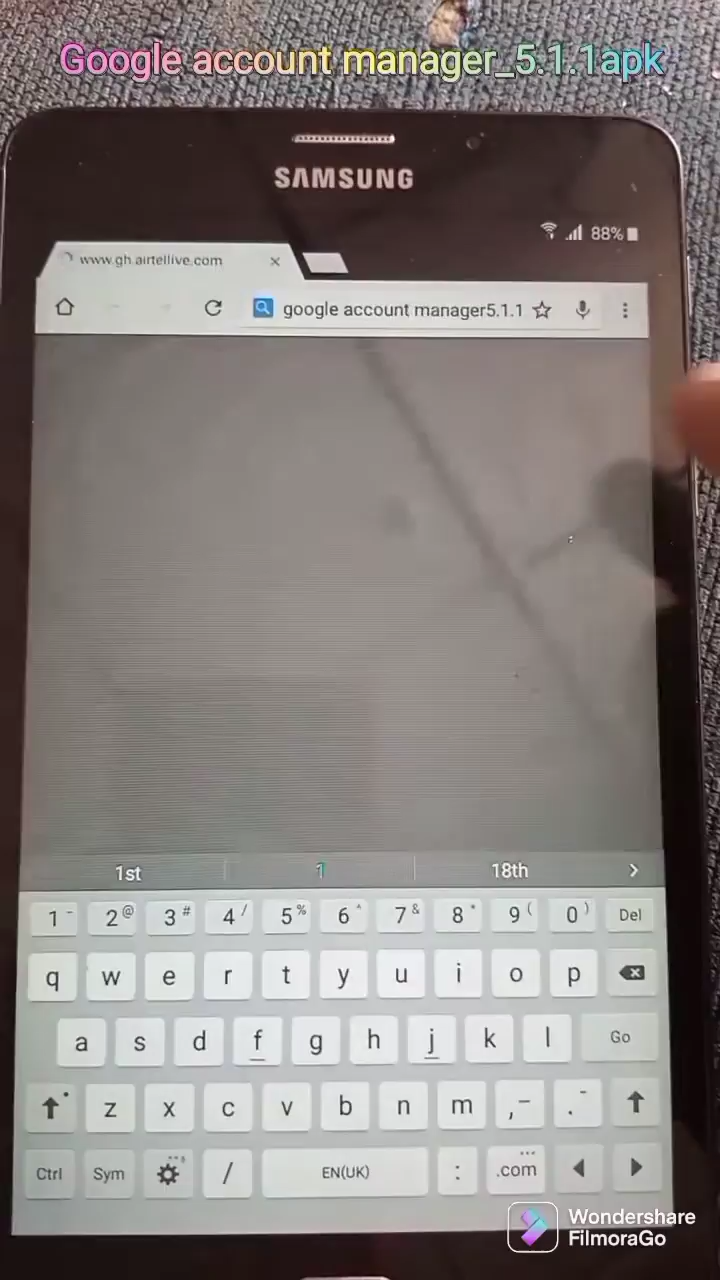 Google account manager_5.1.1apk
SAMSUNG
88%
www.gh.airtellive.com
google account manager5.1.1
1st 1 18th
1 - 2 @ 3 # 4 / 5 % 6 ^ 7 & 8 * 9 ( 0 ) Del
q w e r t y u i o p
a s d f g h j k l Go
z x c v b n m , - . -
Ctrl Sym / EN(UK) : .com
Wondershare
FilmoraGo